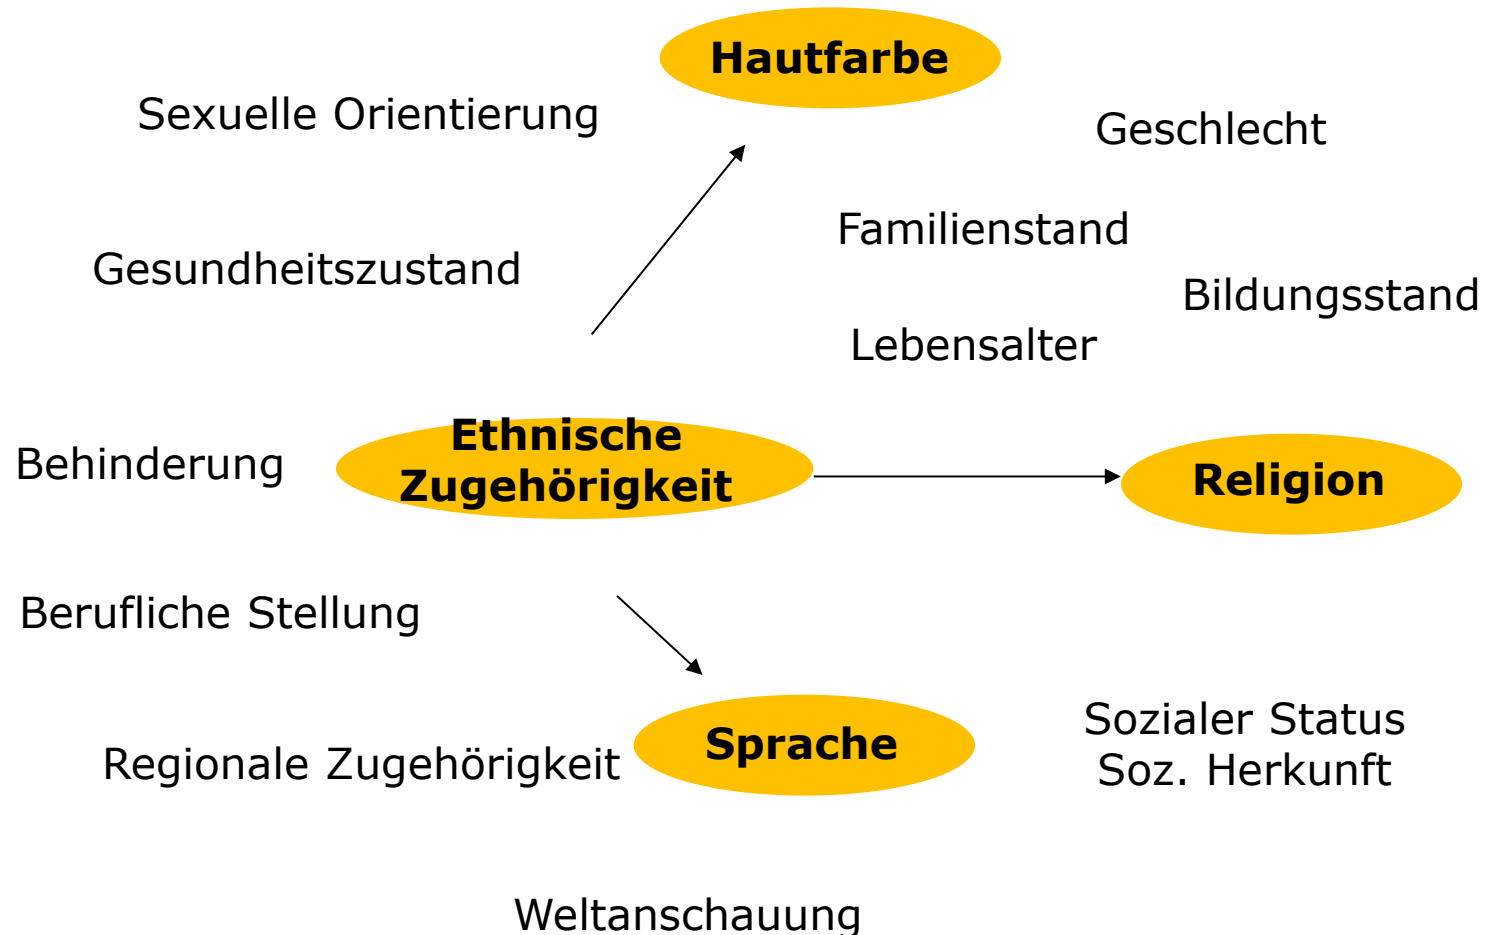 Hautfarbe
Sexuelle Orientierung
Geschlecht
Familienstand
Gesundheitszustand
Bildungsstand
Lebensalter
Ethnische
Zugehörigkeit
Behinderung
Religion
Berufliche Stellung
Sprache
Regionale Zugehörigkeit
Sozialer Status
Soz. Herkunft
Weltanschauung